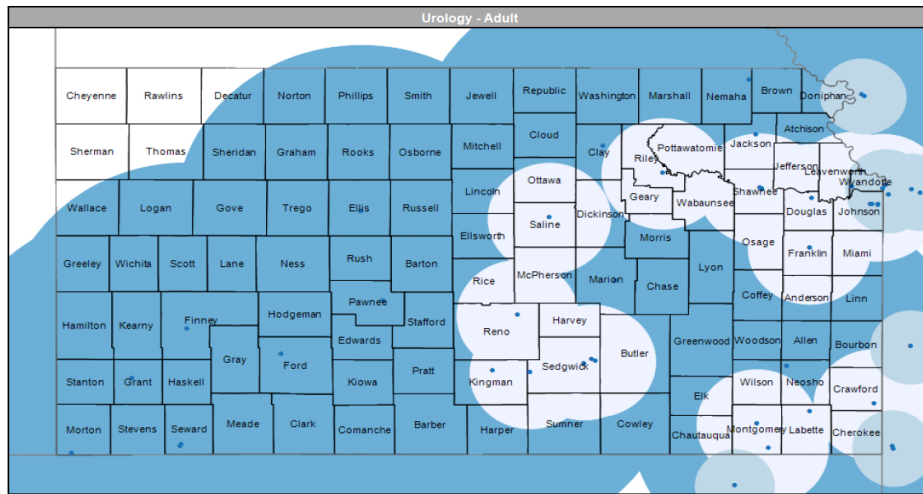 Urology - Adult
Cheyenne Rawlins Decatur Norton Phillips Smith Jewell Republic Washington Marshall Nemaha Brown Doniphan
Sherman Thomas Sheridan Graham Rooks Osborne Mitchell Cloud Clay Riley Pottawatomie Jackson Atchison
Jefferson Leavenworth Wyandotte
Wallace Logan Gove Trego Ellis Russell Lincoln Ottawa Geary Wabaunsee Shawnee Douglas Johnson
Saline Dickinson
Greeley Wichita Scott Lane Ness Rush Barton Ellsworth Morris Osage Franklin Miami
Rice McPherson Marion Chase Lyon Coffey Anderson Linn
Hamilton Kearny Finney Hodgeman Pawnee Stafford Reno Harvey
Gray Ford Edwards Sedgwick Butler Greenwood Woodson Allen Bourbon
Stanton Grant Haskell Kiowa Pratt Kingman Elk Wilson Neosho Crawford
Morton Stevens Seward Meade Clark Comanche Barber Harper Sumner Cowley Chautauqua Montgomery Labette Cherokee